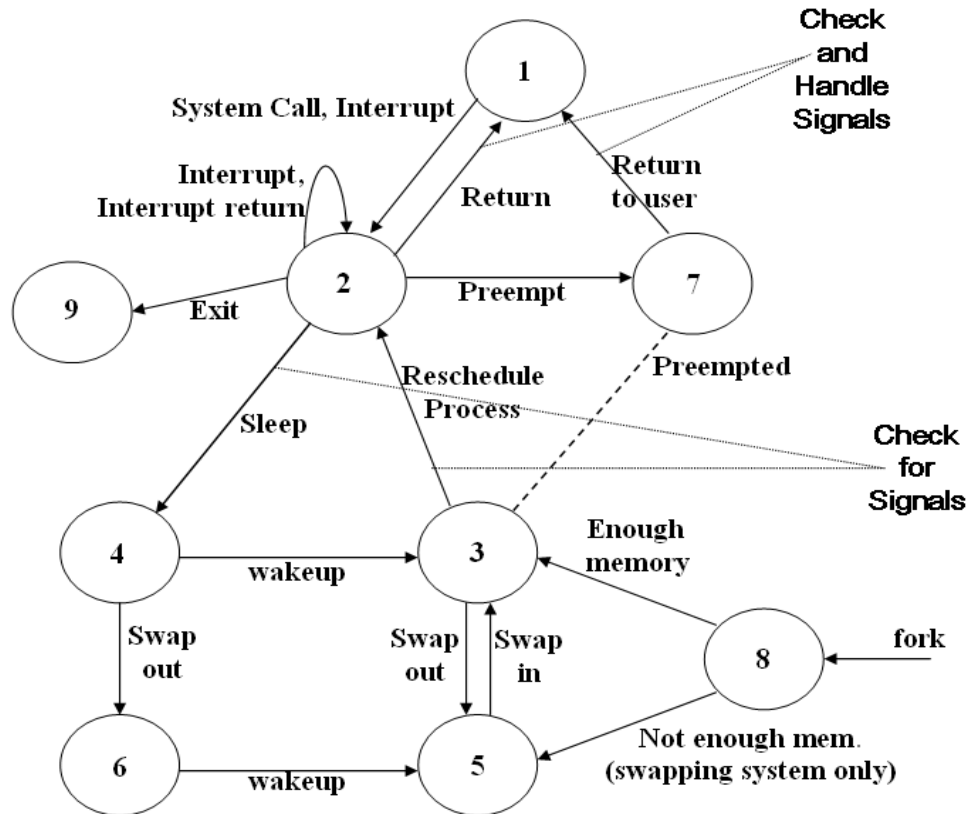 Check
and
Handle
Signals
1
System Call, Interrupt
Interrupt,
Interrupt return
Return
Return
to user
2
7
9
Exit
Preempt
Preempted
Reschedule
Process
Sleep
Check
for
Signals
4
3
wakeup
Enough
memory
Swap
out
Swap
out
Swap
in
8
fork
6
5
wakeup
Not enough mem.
(swapping system only)